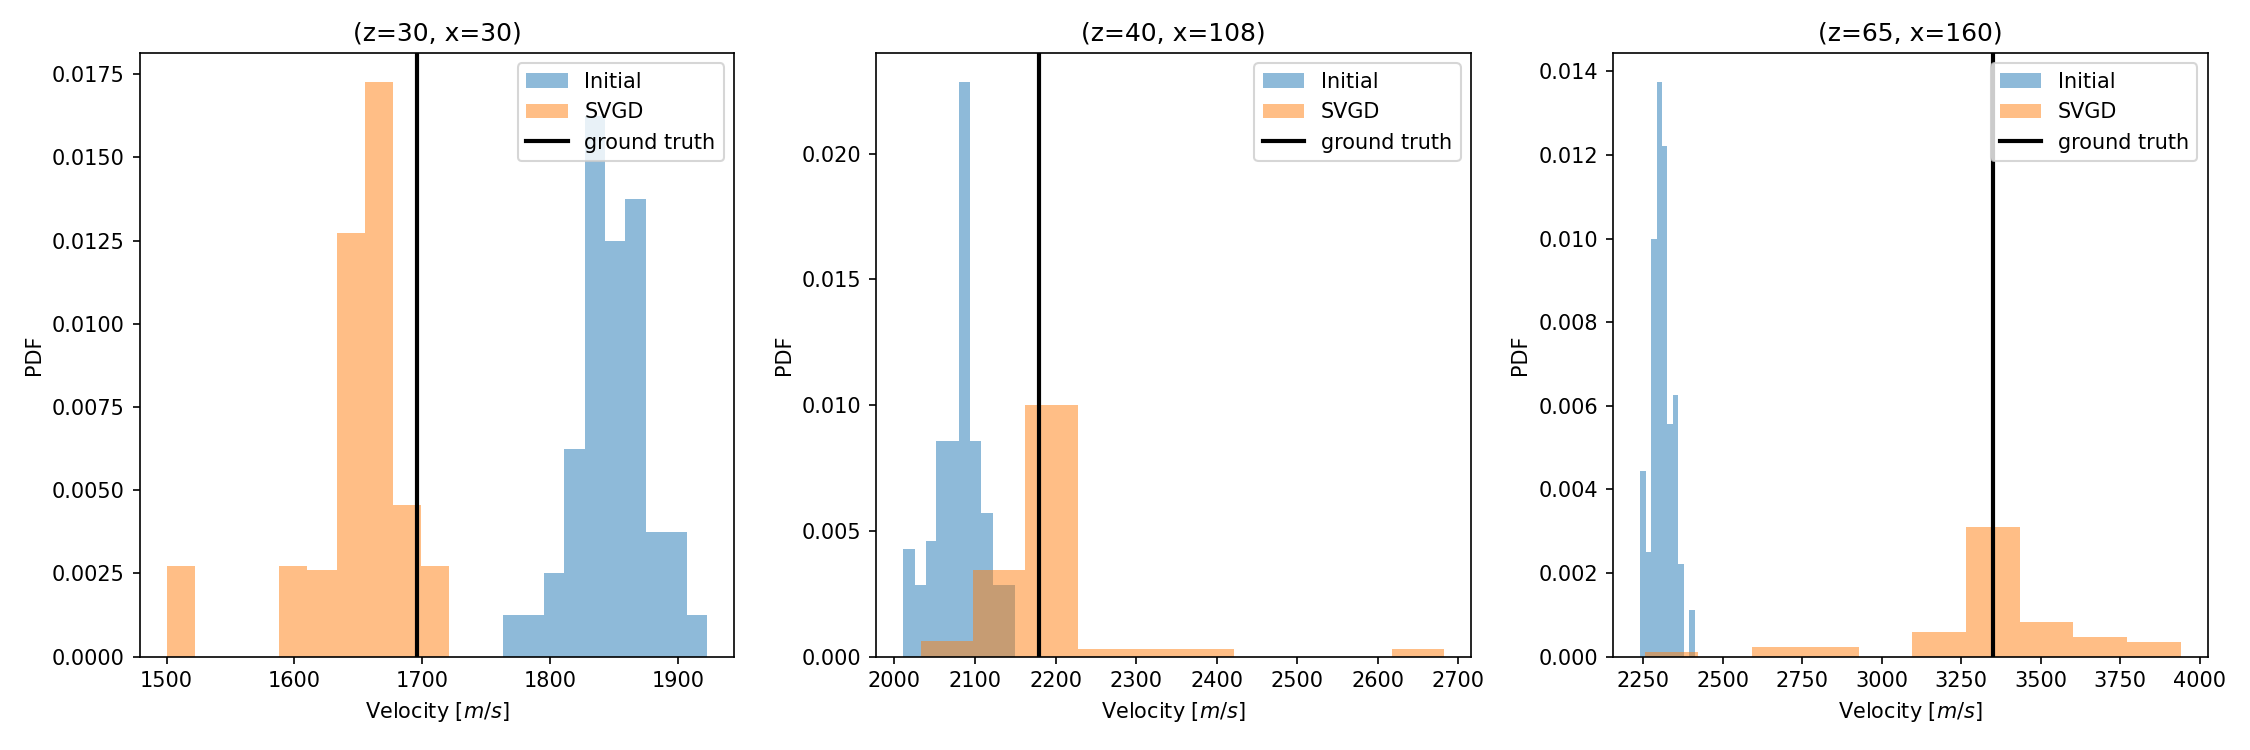 (z=30, x=30)
0.0175
0.0150
0.0125
0.0100
0.0075
0.0050
0.0025
0.0000
PDF
1500 1600 1700 1800 1900
Velocity [m/s]
Initial
SVGD
ground truth
(z=40, x=108)
0.020
0.015
0.010
0.005
0.000
PDF
2000 2100 2200 2300 2400 2500 2600 2700
Velocity [m/s]
Initial
SVGD
ground truth
(z=65, x=160)
0.014
0.012
0.010
0.008
0.006
0.004
0.002
0.000
PDF
2250 2500 2750 3000 3250 3500 3750 4000
Velocity [m/s]
Initial
SVGD
ground truth